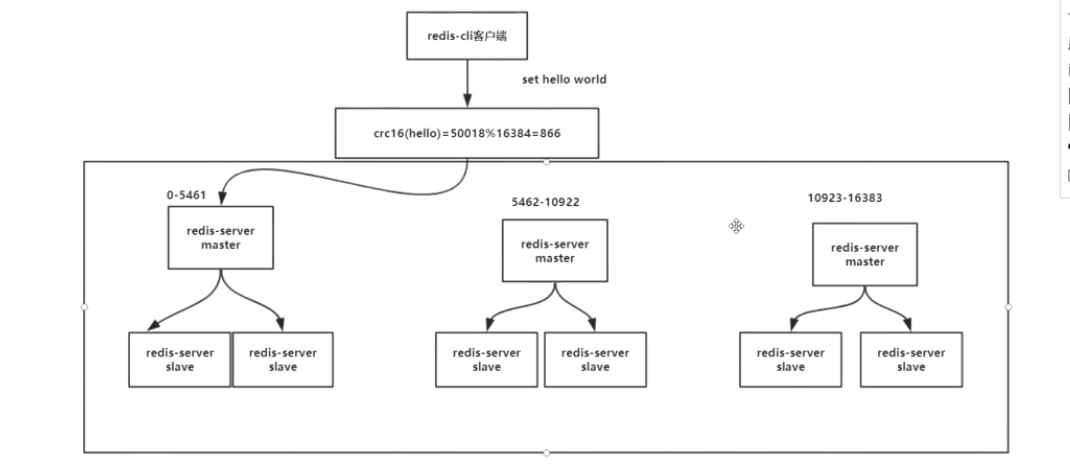 redis-cli客户端
set hello world
crc16(hello)=50018%16384=866
0-5461
5462-10922
10923-16383
redis-server
master
redis-server
master
redis-server
master
redis-server
slave
redis-server
slave
redis-server
slave
redis-server
slave
redis-server
slave
redis-server
slave